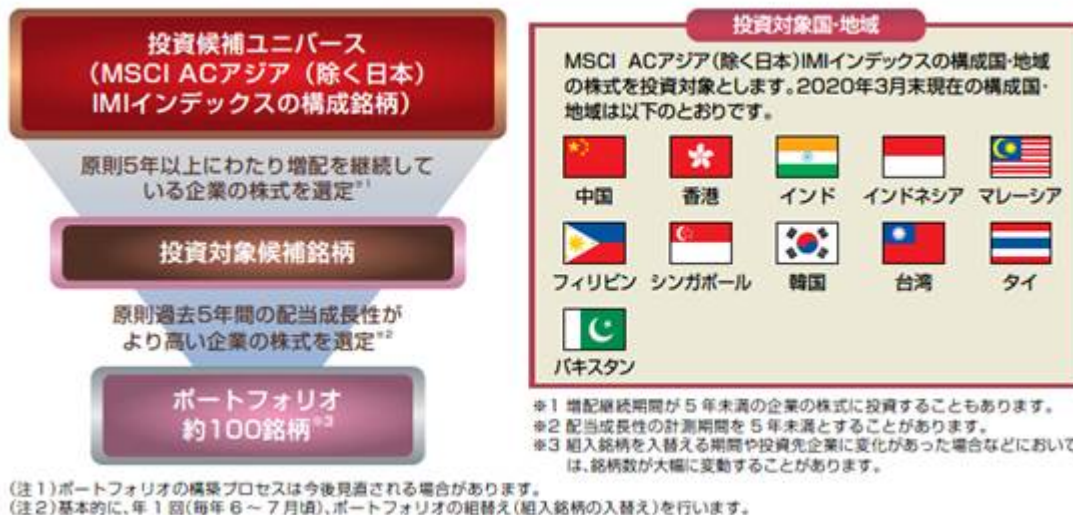 投資候補ユニバース
（MSCI ACアジア（除く日本）
IMIインデックスの構成銘柄）
原則5年以上にわたり増配を継続して
いる企業の株式を選定※1
投資対象候補銘柄
原則過去5年間の配当成長性が
より高い企業の株式を選定※2
ポートフォリオ
約100銘柄※3
投資対象国・地域
MSCI ACアジア（除く日本）IMIインデックスの構成国・地域
の株式を投資対象とします。2020年3月末現在の構成国・
地域は以下のとおりです。
中国 香港 インド インドネシア マレーシア
フィリピン シンガポール 韓国 台湾 タイ
パキスタン
※1 増配継続期間が 5 年未満の企業の株式に投資することもあります。
※2 配当成長性の計測期間を 5 年未満とすることがあります。
※3 組入銘柄を入替える期間や投資先企業に変化があった場合などにおいて
は、銘柄数が大幅に変動することがあります。
（注1）ポートフォリオの構築プロセスは今後見直される場合があります。
（注2）基本的に、年 1 回（毎年 6 ～ 7 月頃）、ポートフォリオの組替え（組入銘柄の入替え）を行います。